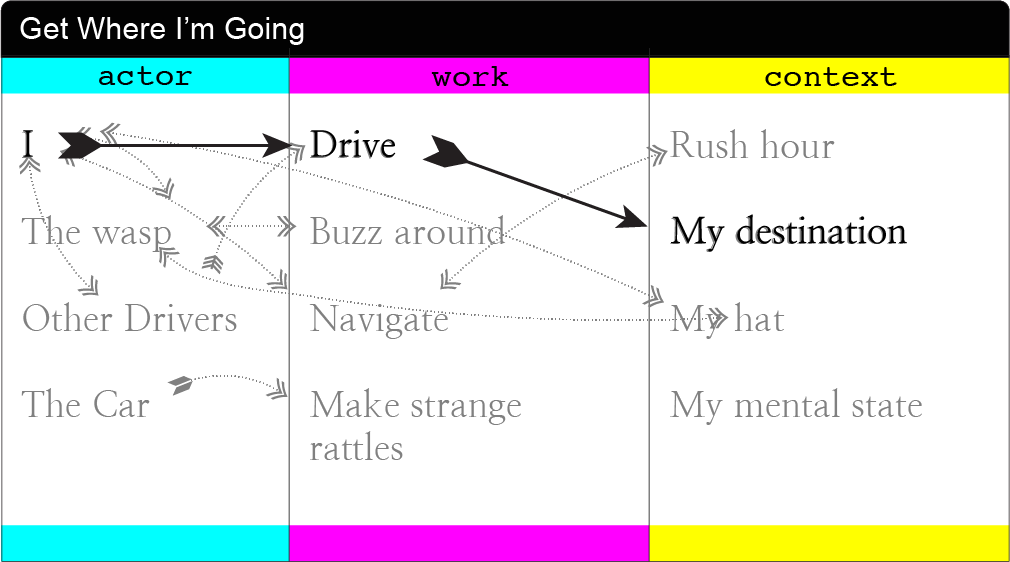 Get Where I’m Going
actor
work
context
I
Drive
Rush hour
The wasp
Buzz around
My destination
Other Drivers
Navigate
My hat
The Car
Make strange
rattles
My mental state